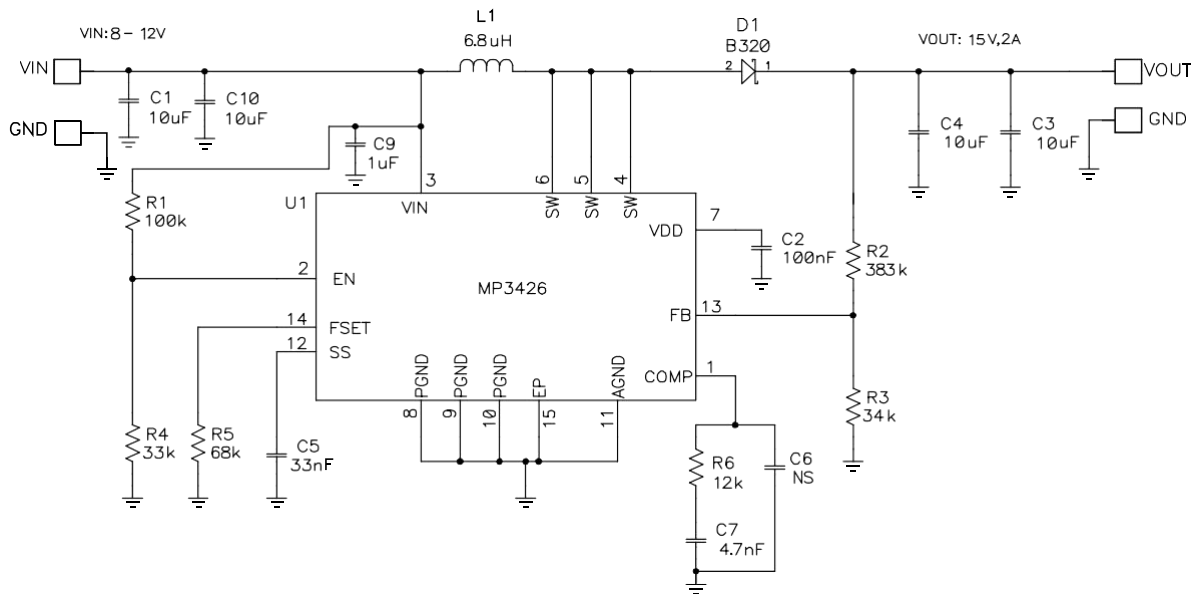 VIN:8- 12V
L1
6.8uH
D1
B320
VOUT: 15V,2A
VIN
2
1
VOUT
C1
10uF
C10
10uF
C4
10uF
C3
10uF
GND
GND
C9
1uF
3
6
5
4
R1
100k
U1
VIN
SW
SW
SW
7
VDD
C2
100nF
R2
383k
2
EN
MP3426
13
FB
14
FSET
12
SS
1
COMP
PGND
PGND
PGND
EP
AGND
8
9
10
15
11
R3
34k
R4
33k
R5
68k
C5
33nF
R6
12k
C6
NS
C7
4.7nF